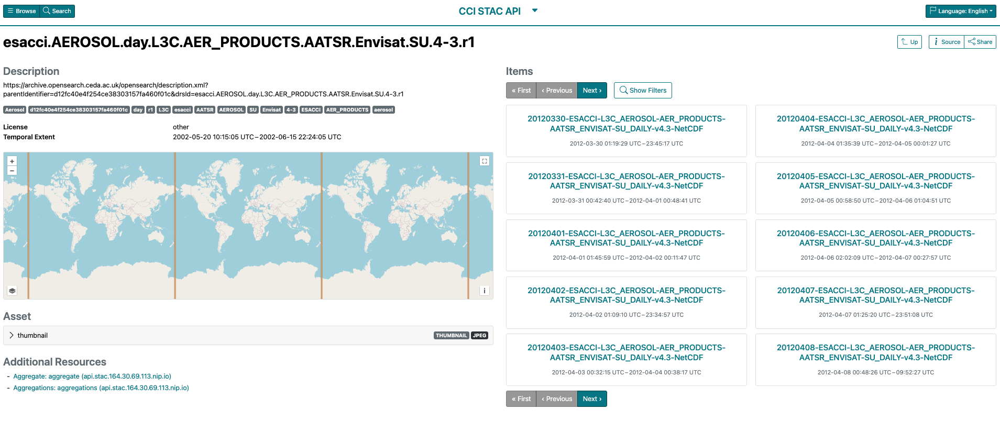 Browse
Search
CCI STAC API
Language: English
esacci.AEROSOL.day.L3C.AER_PRODUCTS.AATSR.Envisat.SU.4-3.r1
Up
Source
Share
Description
https://archive.opensearch.ceda.ac.uk/opensearch/description.xml?
parentIdentifier=d12fc40e4f254ce38303157fa460f01c&drsId=esacci.AEROSOL.day.L3C.AER_PRODUCTS.AATSR.Envisat.SU.4-3.r1
Aerosol d12fc40e4f254ce38303157fa460f01c day r1 L3C esacci AATSR AEROSOL SU Envisat 4-3 ESACCI AER_PRODUCTS aerosol
License other
Temporal Extent 2002-05-20 10:15:05 UTC – 2002-06-15 22:24:05 UTC
+
−
i
Asset
thumbnail THUMBNAIL JPEG
Additional Resources
- Aggregate: aggregate (api.stac.164.30.69.113.nip.io)
- Aggregations: aggregations (api.stac.164.30.69.113.nip.io)
Items
« First ‹ Previous Next › Show Filters
20120330-ESACCI-L3C_AEROSOL-AER_PRODUCTS-
AATSR_ENVISAT-SU_DAILY-v4.3-NetCDF
2012-03-30 01:19:29 UTC – 23:45:17 UTC
20120404-ESACCI-L3C_AEROSOL-AER_PRODUCTS-
AATSR_ENVISAT-SU_DAILY-v4.3-NetCDF
2012-04-04 01:35:39 UTC – 2012-04-05 00:01:27 UTC
20120331-ESACCI-L3C_AEROSOL-AER_PRODUCTS-
AATSR_ENVISAT-SU_DAILY-v4.3-NetCDF
2012-03-31 00:42:40 UTC – 2012-04-01 00:48:41 UTC
20120405-ESACCI-L3C_AEROSOL-AER_PRODUCTS-
AATSR_ENVISAT-SU_DAILY-v4.3-NetCDF
2012-04-05 00:58:50 UTC – 2012-04-06 01:04:51 UTC
20120401-ESACCI-L3C_AEROSOL-AER_PRODUCTS-
AATSR_ENVISAT-SU_DAILY-v4.3-NetCDF
2012-04-01 01:45:59 UTC – 2012-04-02 00:11:47 UTC
20120406-ESACCI-L3C_AEROSOL-AER_PRODUCTS-
AATSR_ENVISAT-SU_DAILY-v4.3-NetCDF
2012-04-06 02:02:09 UTC – 2012-04-07 00:27:57 UTC
20120402-ESACCI-L3C_AEROSOL-AER_PRODUCTS-
AATSR_ENVISAT-SU_DAILY-v4.3-NetCDF
2012-04-02 01:09:10 UTC – 23:34:57 UTC
20120407-ESACCI-L3C_AEROSOL-AER_PRODUCTS-
AATSR_ENVISAT-SU_DAILY-v4.3-NetCDF
2012-04-07 01:25:20 UTC – 23:51:08 UTC
20120403-ESACCI-L3C_AEROSOL-AER_PRODUCTS-
AATSR_ENVISAT-SU_DAILY-v4.3-NetCDF
2012-04-03 00:32:15 UTC – 2012-04-04 00:38:17 UTC
20120408-ESACCI-L3C_AEROSOL-AER_PRODUCTS-
AATSR_ENVISAT-SU_DAILY-v4.3-NetCDF
2012-04-08 00:48:26 UTC – 09:52:27 UTC
« First ‹ Previous Next ›